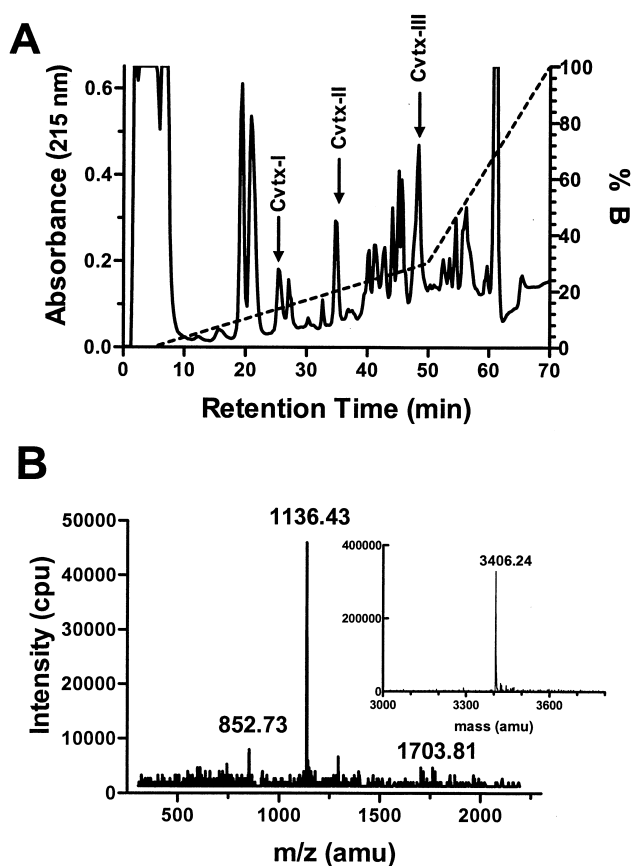 A
Absorbance (215 nm)
0.6
0.4
0.2
0.0
Cvtx-I
Cvtx-II
Cvtx-III
100
80
60
40
20
0
% B
0 10 20 30 40 50 60 70
Retention Time (min)
B
Intensity (cpu)
50000
40000
30000
20000
10000
0
1136.43
852.73
1703.81
500 1000 1500 2000
m/z (amu)
400000
200000
0
3406.24
3000 3300 3600
mass (amu)